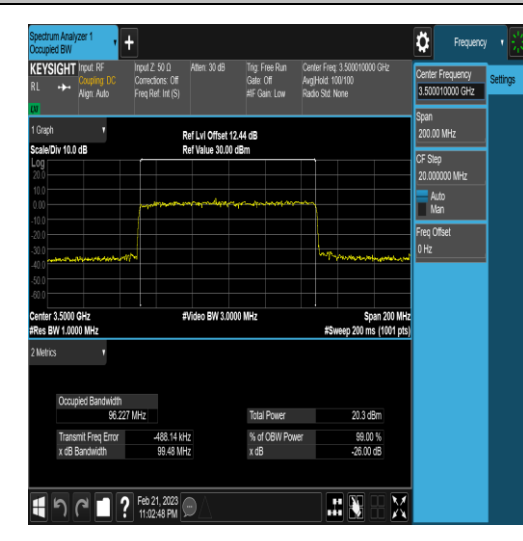 Spectrum Analyzer 1
Occupied BW
+
Frequency
KEYSIGHT
Input: RF
Coupling: DC
Align: Auto
RL
Input Z: 50 Ω
Corrections: Off
Freq Ref: Int (S)
Atten: 30 dB
Trig: Free Run
Gate: Off
#IF Gain: Low
Center Freq: 3.500010000 GHz
Avg|Hold: 100/100
Radio Std: None
Center Frequency
3.500010000 GHz
Settings
Span
200.00 MHz
CF Step
20.000000 MHz
Auto
Man
Freq Offset
0 Hz
1 Graph
Scale/Div 10.0 dB
Ref Lvl Offset 12.44 dB
Ref Value 30.00 dBm
Log
20.0
10.0
0.00
-10.0
-20.0
-30.0
-40.0
-50.0
-60.0
Center 3.5000 GHz
#Res BW 1.0000 MHz
#Video BW 3.0000 MHz
Span 200 MHz
#Sweep 200 ms (1001 pts)
2 Metrics
Occupied Bandwidth
96.227 MHz
Total Power 20.3 dBm
Transmit Freq Error -488.14 kHz
% of OBW Power 99.00 %
x dB Bandwidth 99.48 MHz
x dB -26.00 dB
?
Feb 21, 2023
11:02:48 PM